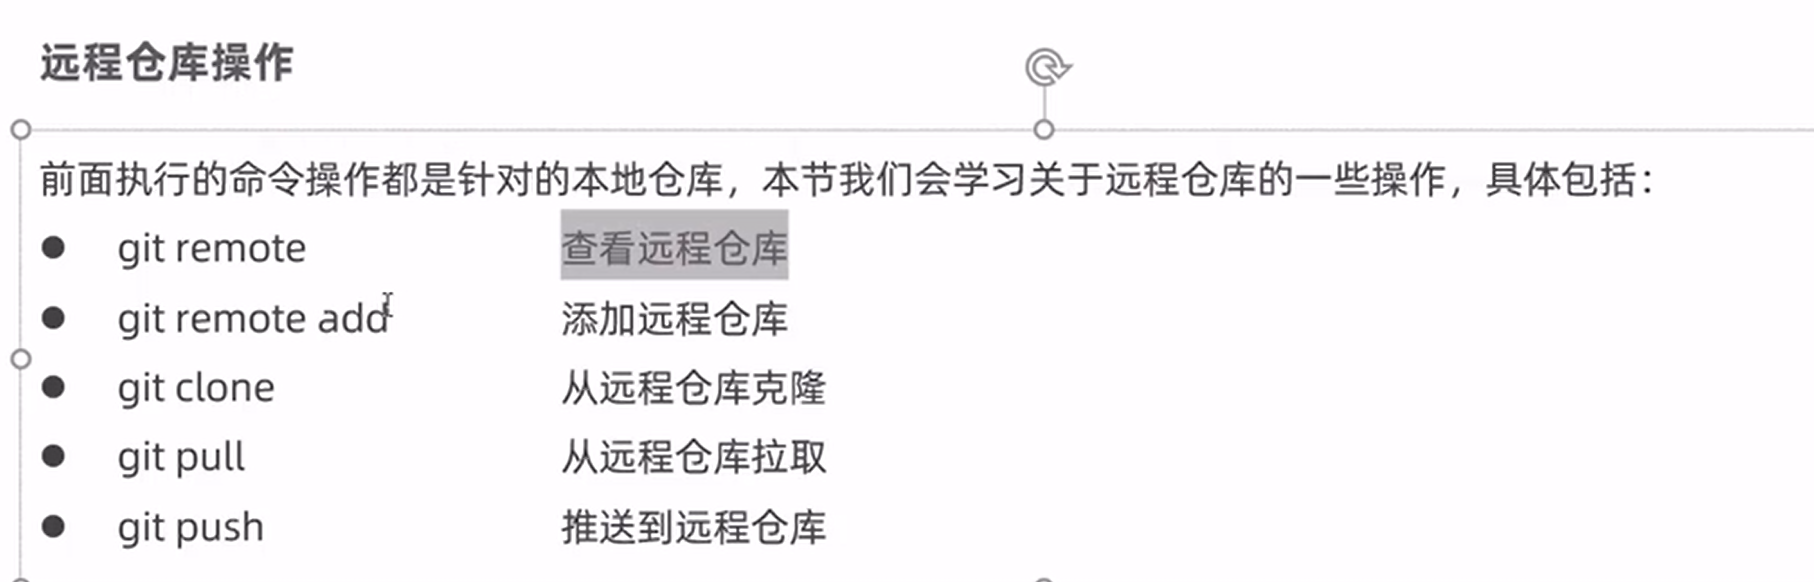 远程仓库操作
前面执行的命令操作都是针对的本地仓库，本节我们会学习关于远程仓库的一些操作，具体包括：
● git remote 查看远程仓库
● git remote add 添加远程仓库
● git clone 从远程仓库克隆
● git pull 从远程仓库拉取
● git push 推送到远程仓库